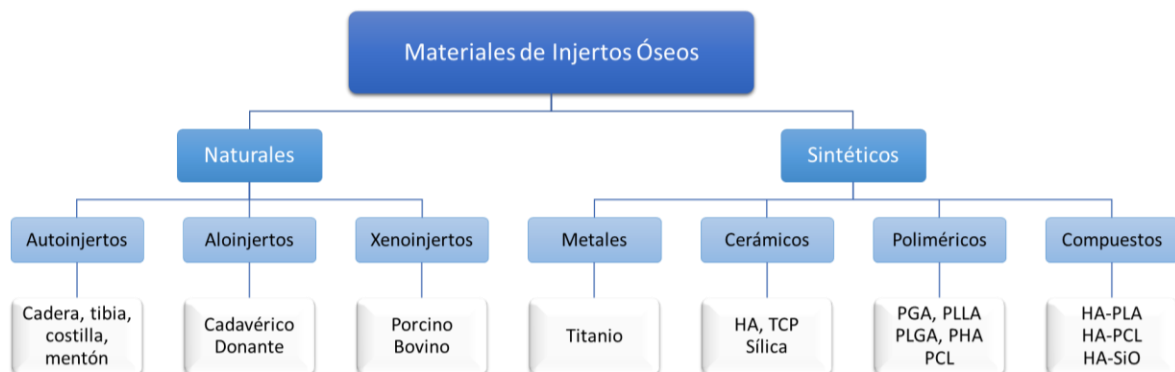 Materiales de Injertos Óseos
Naturales
Sintéticos
Autoinjertos
Aloinjertos
Xenoinjertos
Metales
Cerámicos
Poliméricos
Compuestos
Cadera, tibia,
costilla,
mentón
Cadavérico
Donante
Porcino
Bovino
Titanio
HA, TCP
Sílica
PGA, PLLA
PLGA, PHA
PCL
HA-PLA
HA-PCL
HA-SiO